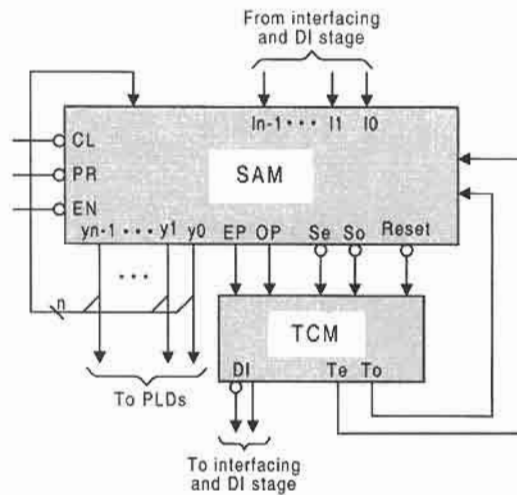 From interfacing
and DI stage
In-1 • • • I1 I0
CL
PR
EN
SAM
yn-1 • • • y1 y0 EP OP Se So Reset
• • •
n
TCM
DI Te To
To PLDs
To interfacing
and DI stage